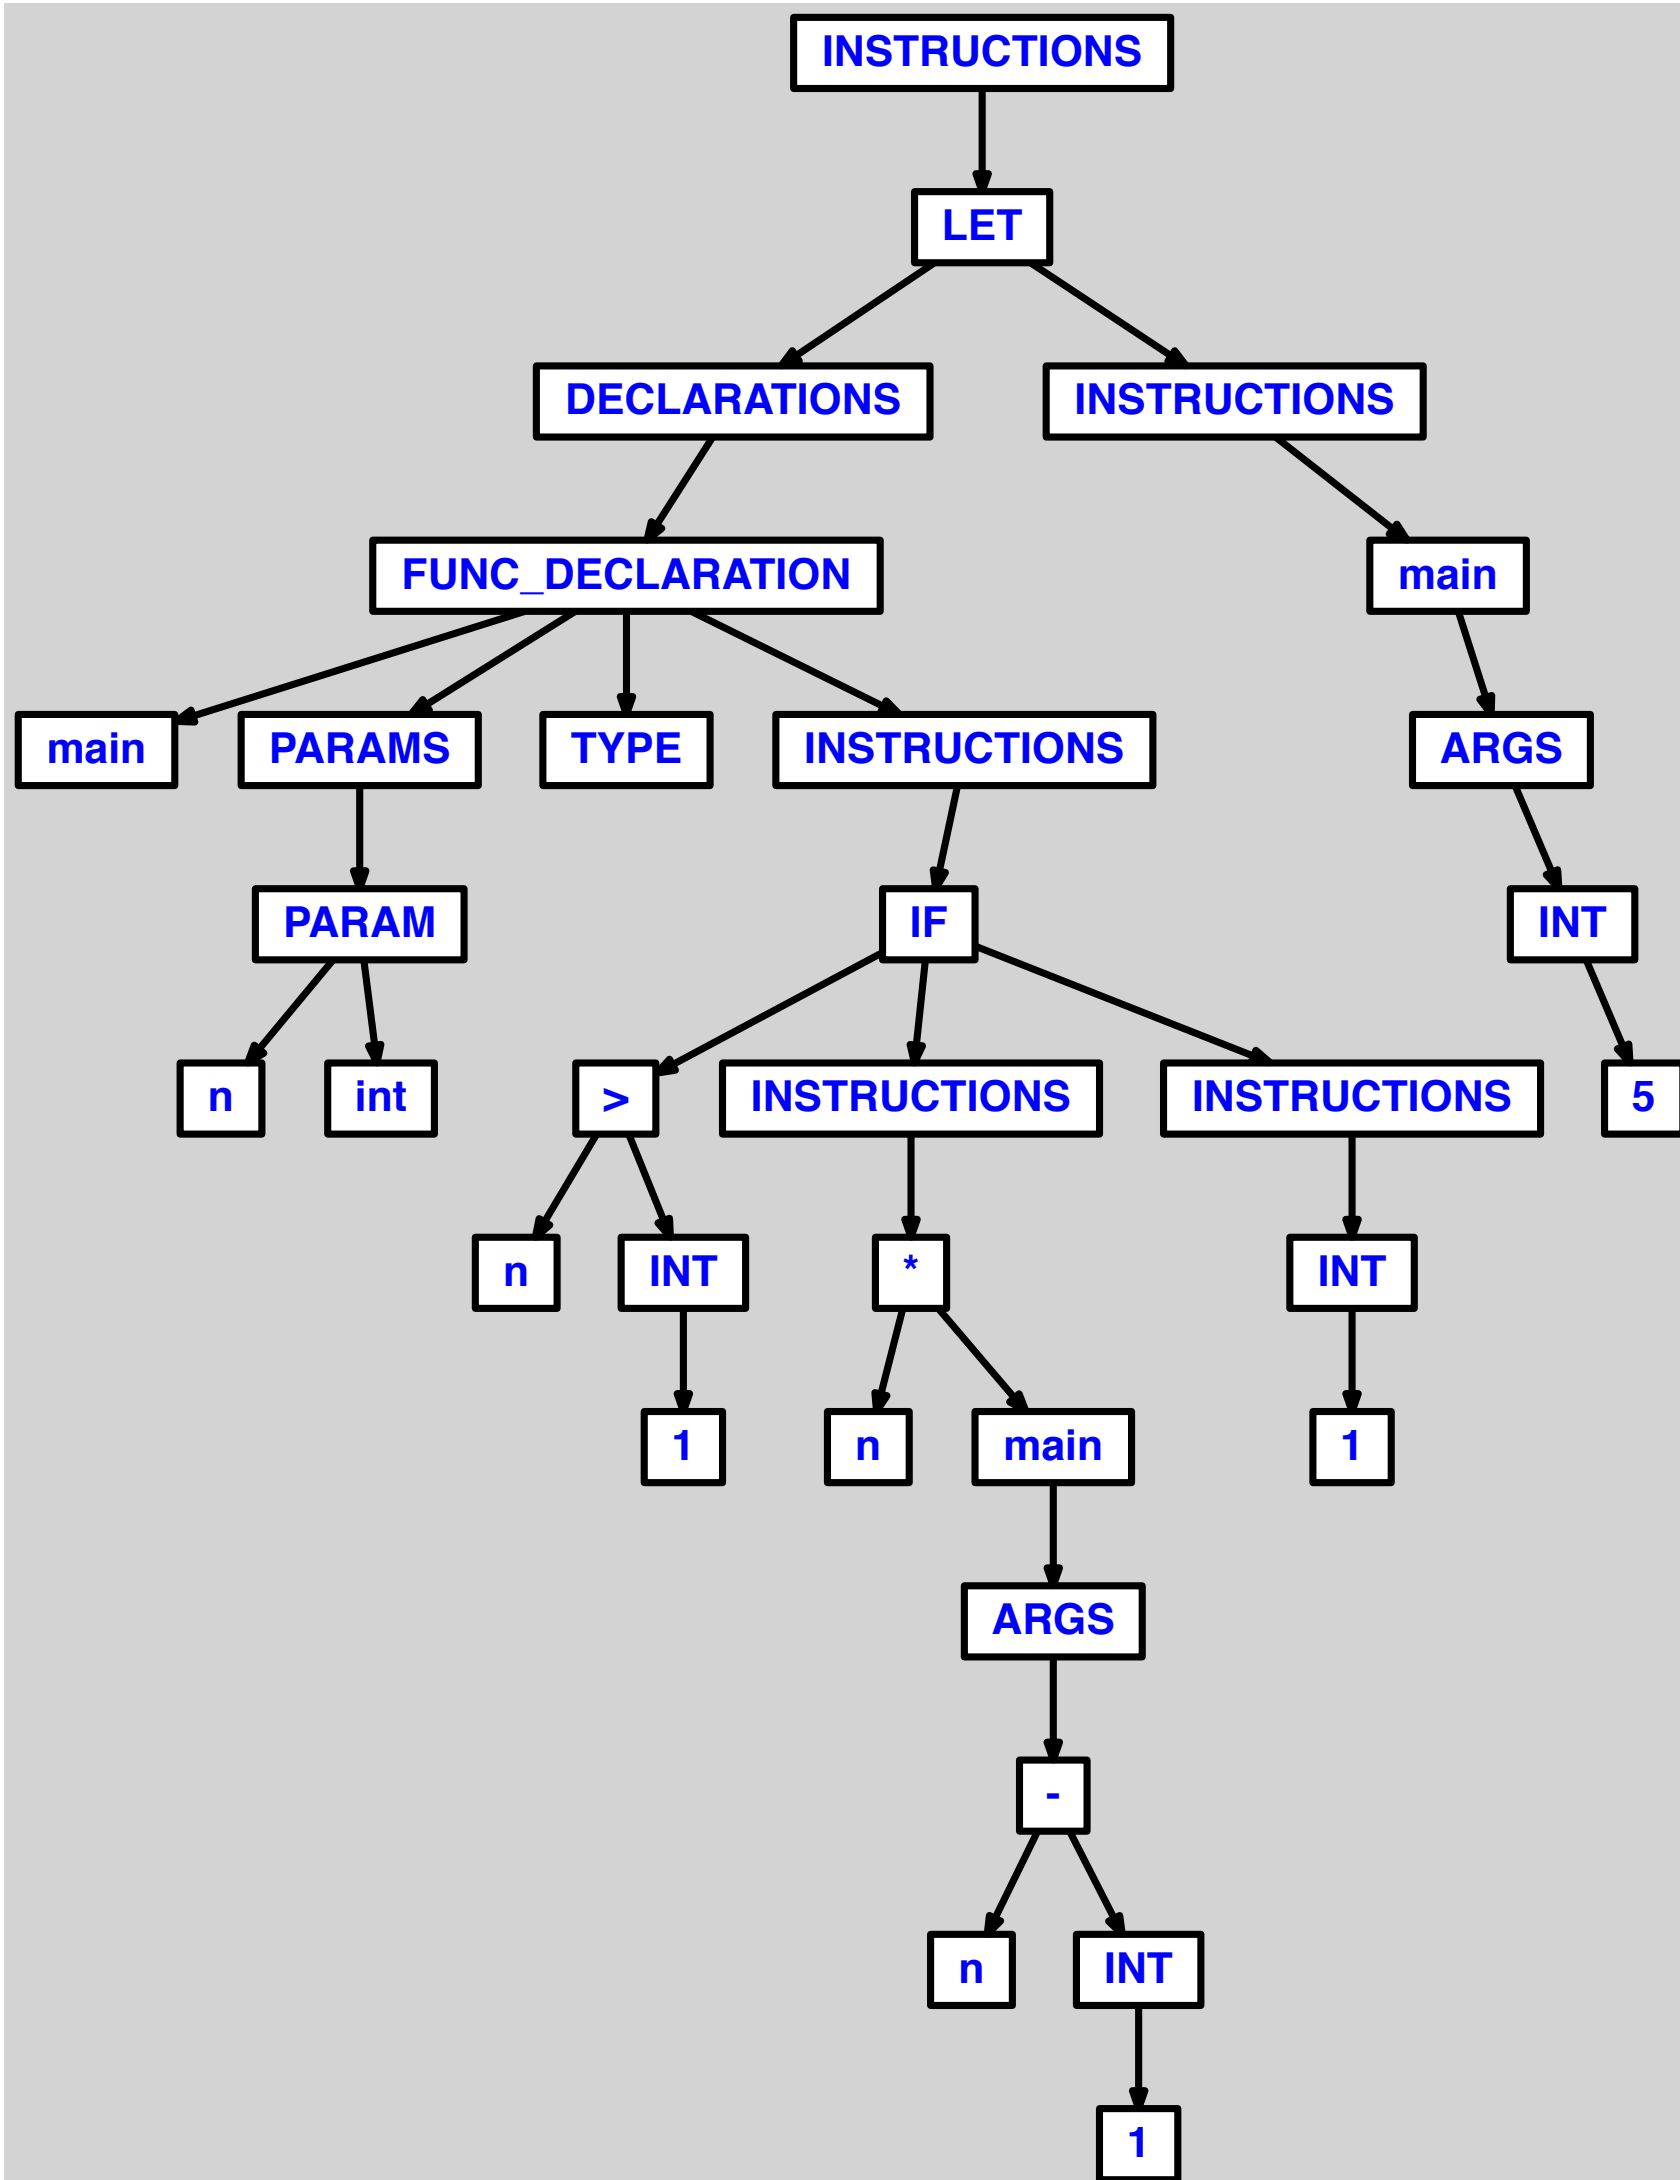 INSTRUCTIONS
LET
DECLARATIONS INSTRUCTIONS
FUNC_DECLARATION main
main PARAMS TYPE INSTRUCTIONS ARGS
PARAM IF INT
n int > INSTRUCTIONS INSTRUCTIONS 5
n INT * INT
1 n main 1
ARGS
-
n INT
1